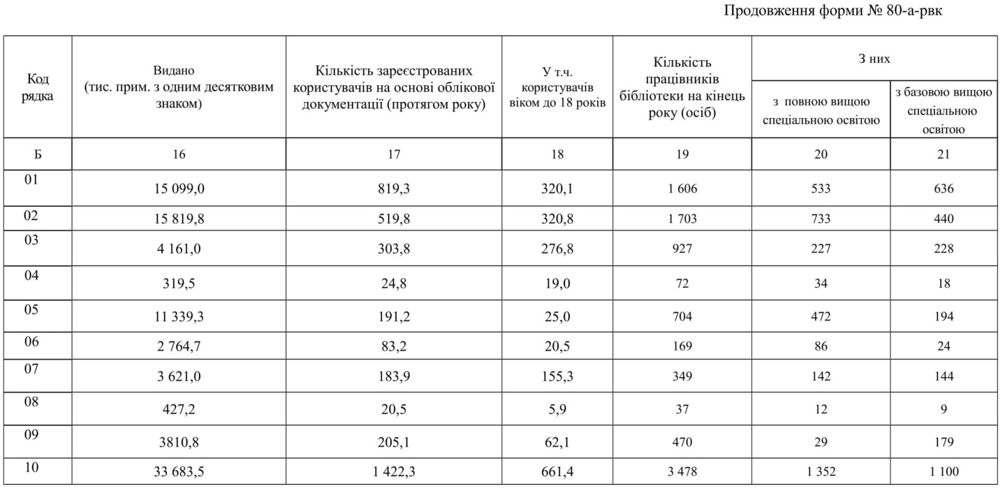 Продовження форми № 80-а-рвк
Код
рядка
Видано
(тис. прим. з одним десятковим
знаком)
Кількість зареєстрованих
користувачів на основі облікової
документації (протягом року)
У т.ч.
користувачів
віком до 18 років
Кількість
працівників
бібліотеки на кінець
року (осіб)
З них
з повною вищою
спеціальною освітою
з базовою вищою
спеціальною
освітою
Б 16 17 18 19 20 21
01 15 099,0 819,3 320,1 1 606 533 636
02 15 819,8 519,8 320,8 1 703 733 440
03 4 161,0 303,8 276,8 927 227 228
04 319,5 24,8 19,0 72 34 18
05 11 339,3 191,2 25,0 704 472 194
06 2 764,7 83,2 20,5 169 86 24
07 3 621,0 183,9 155,3 349 142 144
08 427,2 20,5 5,9 37 12 9
09 3810,8 205,1 62,1 470 29 179
10 33 683,5 1 422,3 661,4 3 478 1 352 1 100